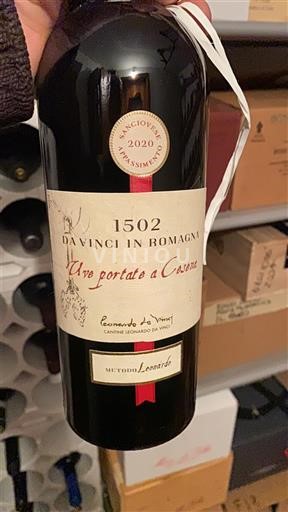 SANGIOVESE
2020
APPASSIMENTO
1502
DA VINCI IN ROMAGNA
VINIOU
Uve portate a Cesena
Leonardo da Vinci
CANTINE LEONARDO DA VINCI
METODO Leonardo